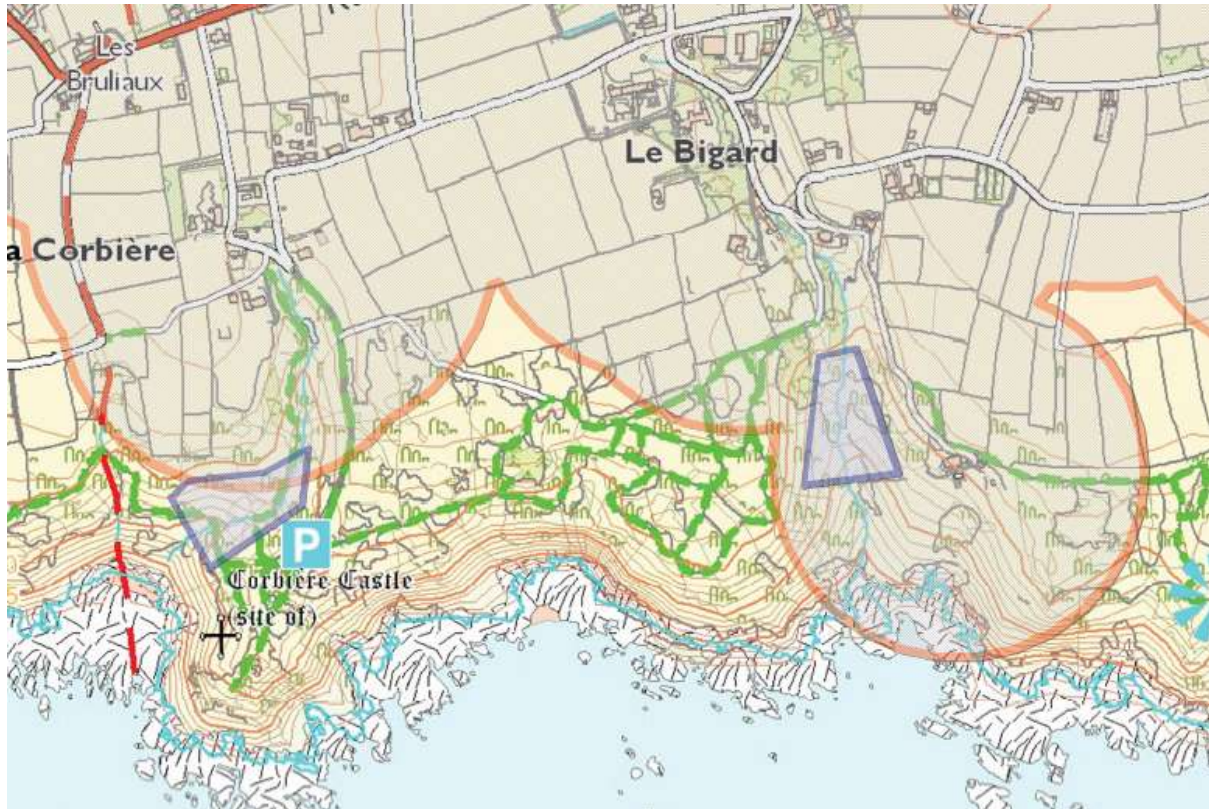 Les
Bruliaux
Le Bigard
a Corbière
P
Corbière Castle
(site of)